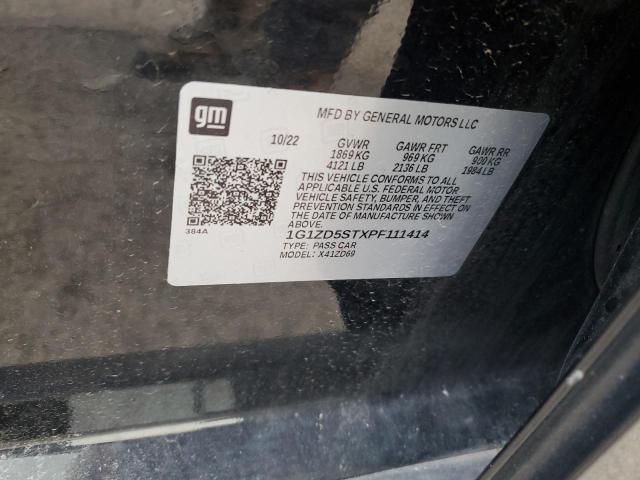 gm
MFD BY GENERAL MOTORS LLC
10/22 GVWR GAWR FRT GAWR RR
1869 KG 969 KG 900 KG
4121 LB 2136 LB 1984 LB
THIS VEHICLE CONFORMS TO ALL
APPLICABLE U.S. FEDERAL MOTOR
VEHICLE SAFETY, BUMPER, AND THEFT
PREVENTION STANDARDS IN EFFECT ON
THE DATE OF MANUFACTURE SHOWN
ABOVE.
384A
1G1ZD5STXPF111414
TYPE: PASS CAR
MODEL: X41ZD69